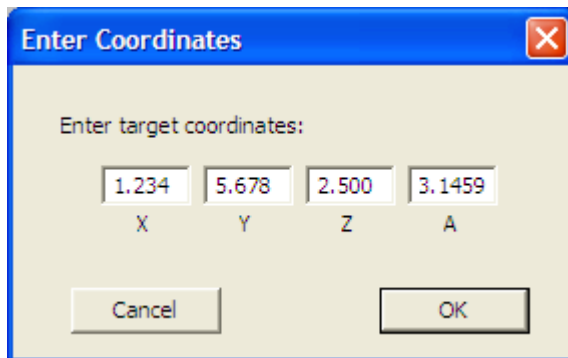 Enter Coordinates
Enter target coordinates:
1.234 5.678 2.500 3.1459
X Y Z A
Cancel OK